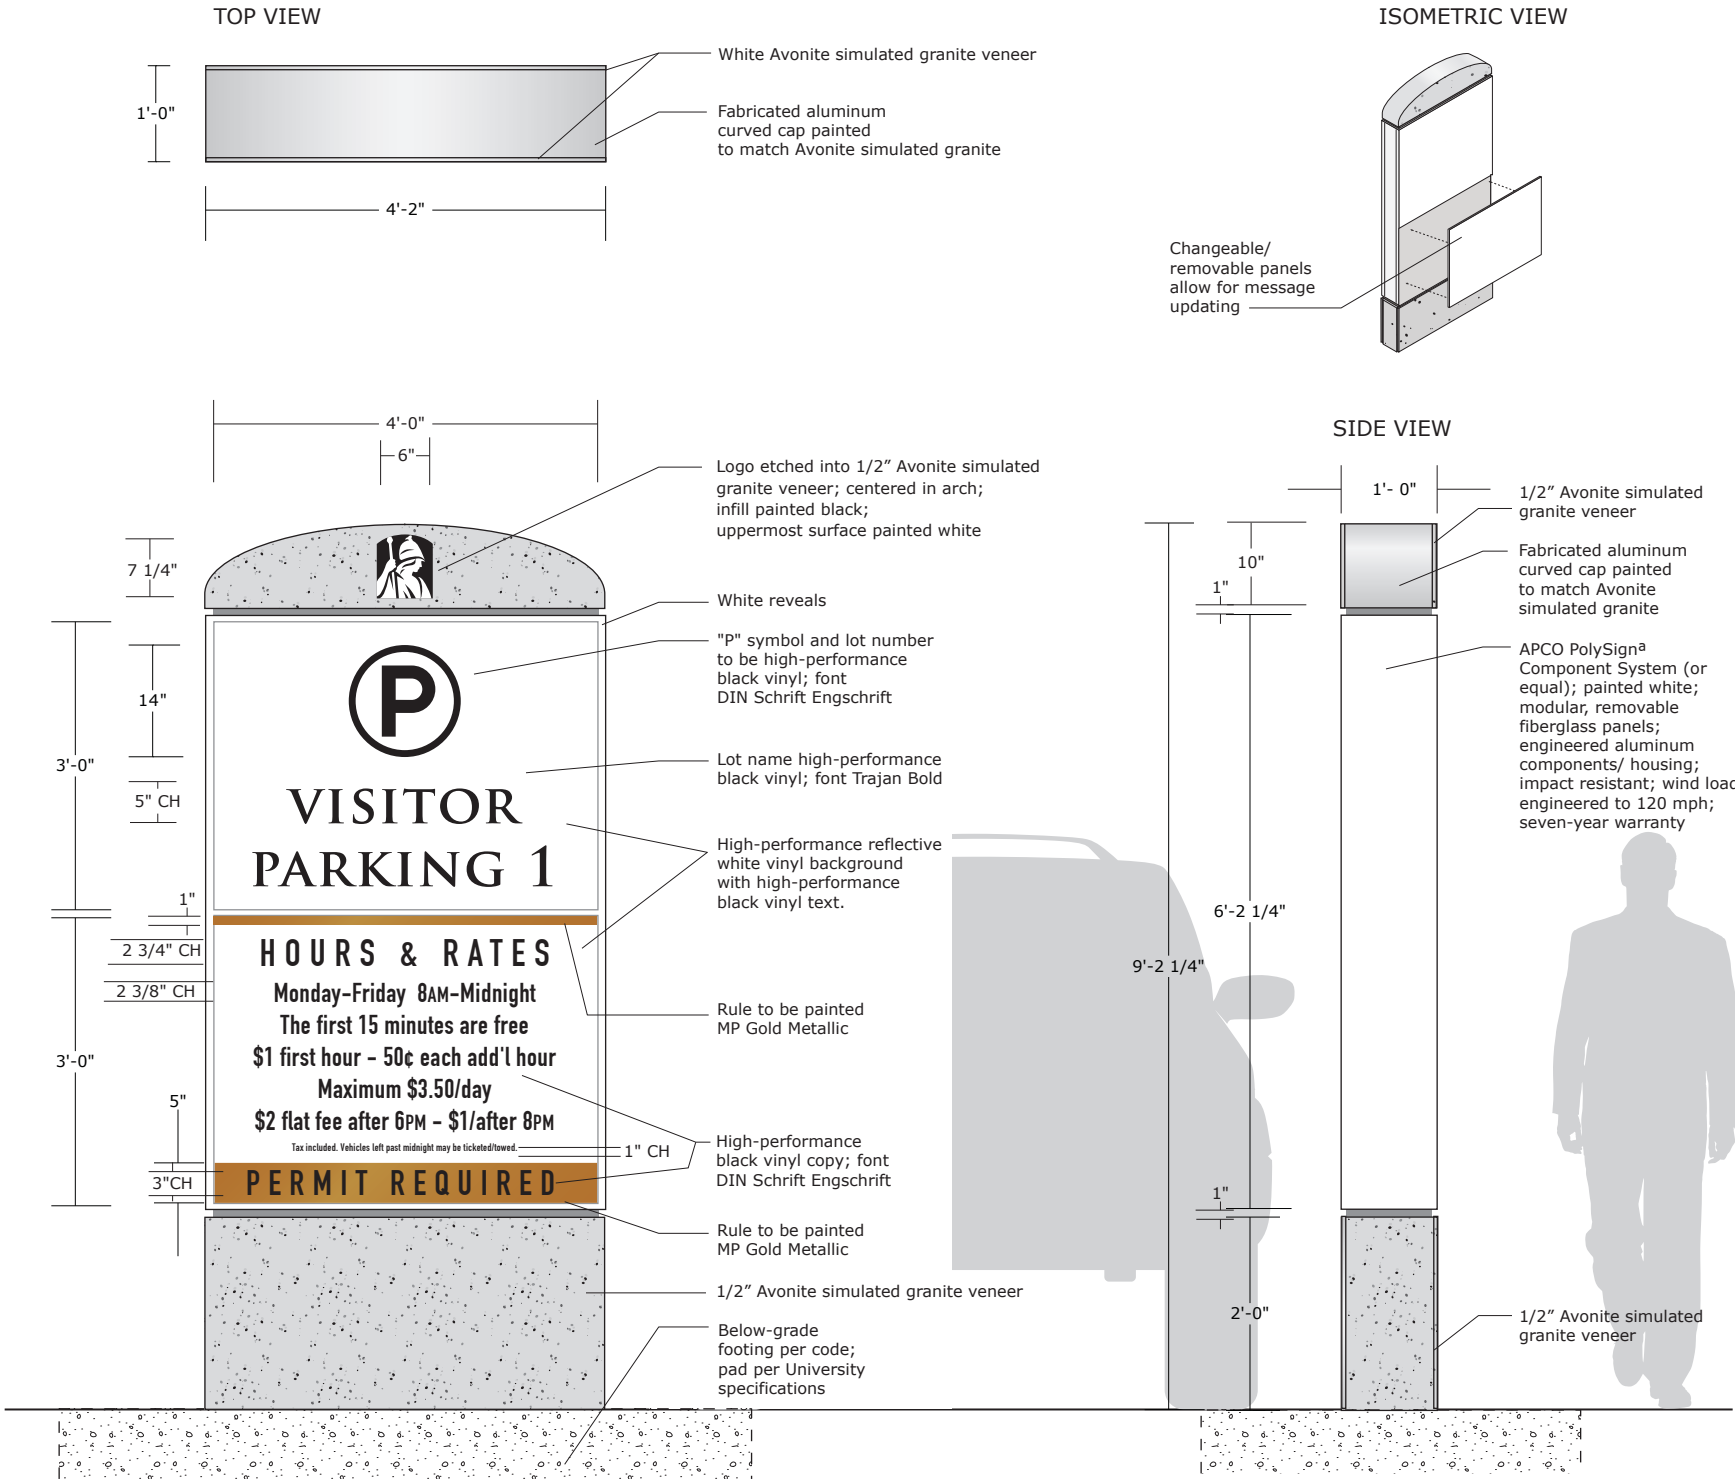 TOP VIEW
1'-0"
4'-2"
White Avonite simulated granite veneer
Fabricated aluminum
curved cap painted
to match Avonite simulated granite
ISOMETRIC VIEW
Changeable/
removable panels
allow for message
updating
4'-0"
6"
7 1/4"
3'-0"
14"
5" CH
1"
2 3/4" CH
2 3/8" CH
3'-0"
5"
3"CH
P
VISITOR
PARKING 1
HOURS & RATES
Monday-Friday 8AM-Midnight
The first 15 minutes are free
$1 first hour - 50¢ each add'l hour
Maximum $3.50/day
$2 flat fee after 6PM - $1/after 8PM
Tax included. Vehicles left past midnight may be ticketed/towed.
1" CH
PERMIT REQUIRED
Logo etched into 1/2” Avonite simulated
granite veneer; centered in arch;
infill painted black;
uppermost surface painted white
White reveals
"P" symbol and lot number
to be high-performance
black vinyl; font
DIN Schrift Engschrift
Lot name high-performance
black vinyl; font Trajan Bold
High-performance reflective
white vinyl background
with high-performance
black vinyl text.
Rule to be painted
MP Gold Metallic
High-performance
black vinyl copy; font
DIN Schrift Engschrift
Rule to be painted
MP Gold Metallic
1/2” Avonite simulated granite veneer
Below-grade
footing per code;
pad per University
specifications
SIDE VIEW
1'- 0"
10"
1"
6'-2 1/4"
9'-2 1/4"
1"
2'-0"
1/2” Avonite simulated
granite veneer
Fabricated aluminum
curved cap painted
to match Avonite
simulated granite
APCO PolySignª
Component System (or
equal); painted white;
modular, removable
fiberglass panels;
engineered aluminum
components/ housing;
impact resistant; wind load
engineered to 120 mph;
seven-year warranty
1/2” Avonite simulated
granite veneer